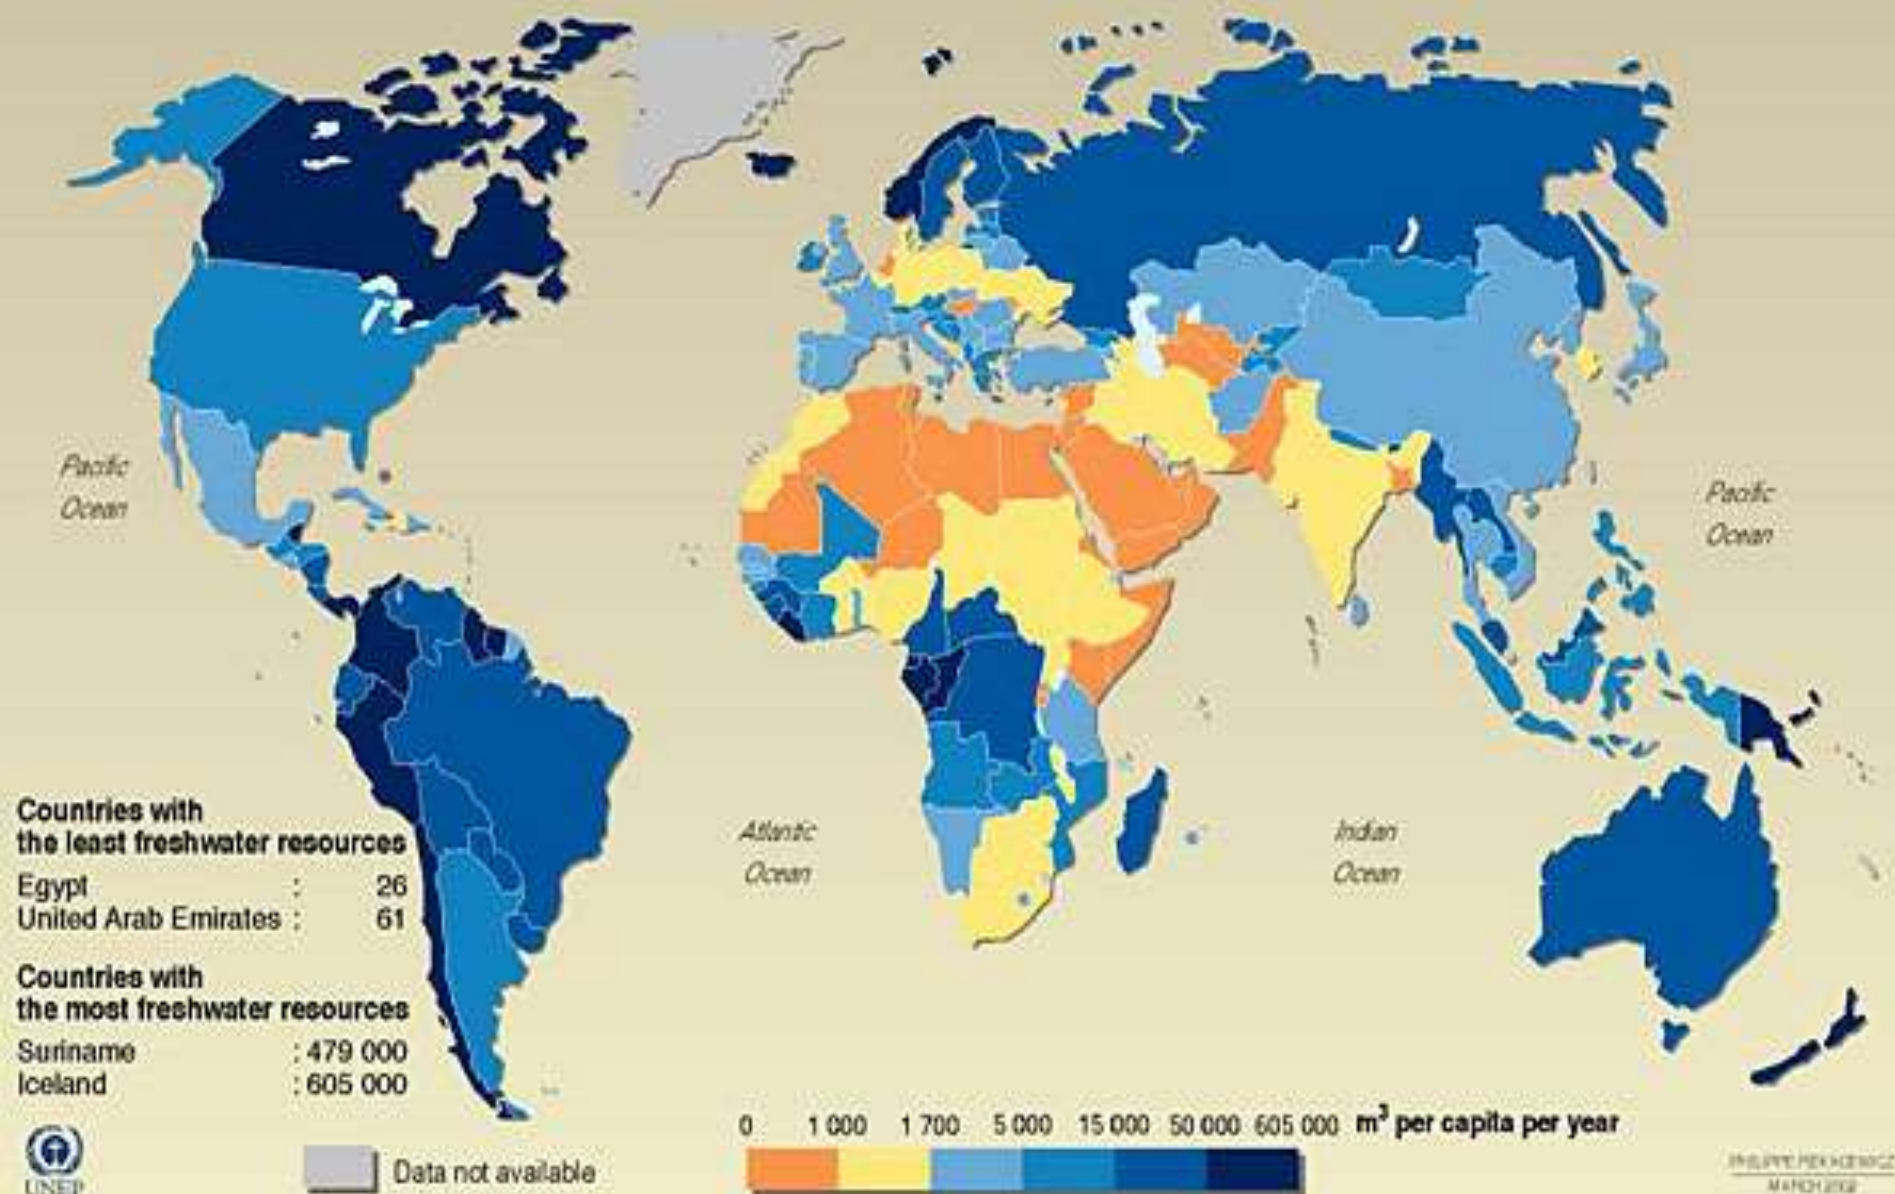 Pacific
Ocean
Pacific
Ocean
Atlantic
Ocean
Indian
Ocean
Countries with
the least freshwater resources
Egypt : 26
United Arab Emirates : 61
Countries with
the most freshwater resources
Suriname : 479 000
Iceland : 605 000
0 1 000 1 700 5 000 15 000 50 000 605 000 m³ per capita per year
Data not available
UNEP
MARCH 2002